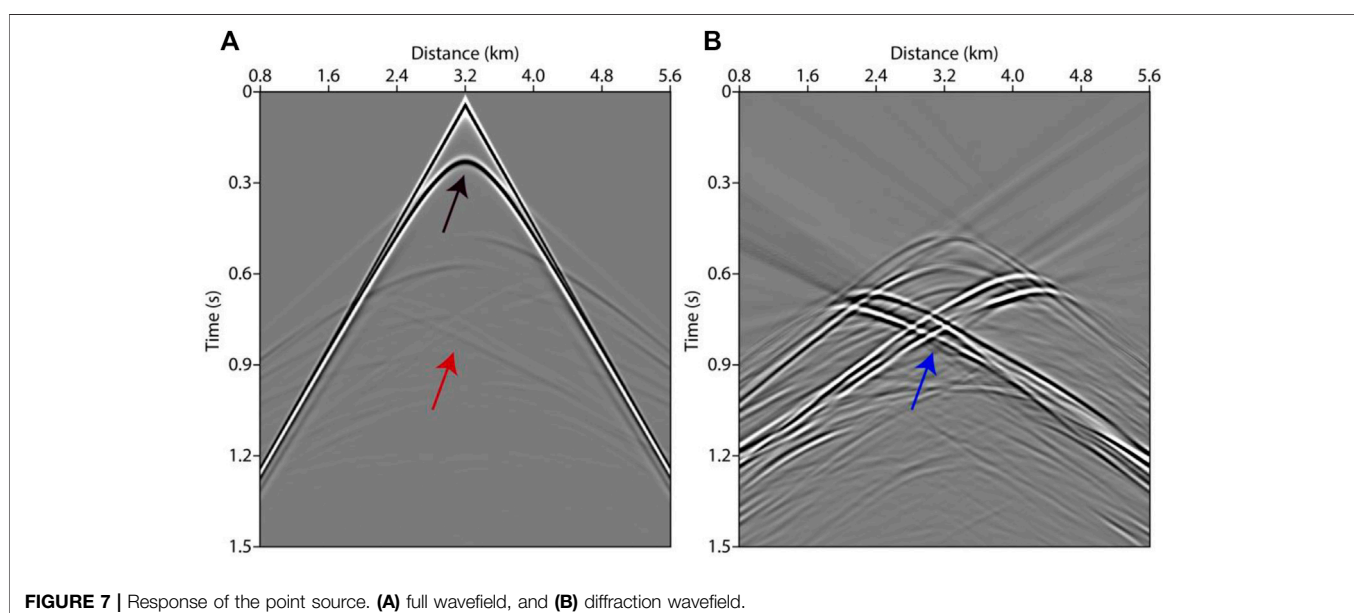 A
Distance (km)
0.8 1.6 2.4 3.2 4.0 4.8 5.6
0
0.3
0.6
0.9
1.2
1.5
Time (s)
B
Distance (km)
0.8 1.6 2.4 3.2 4.0 4.8 5.6
0
0.3
0.6
0.9
1.2
1.5
Time (s)
FIGURE 7 | Response of the point source. (A) full wavefield, and (B) diffraction wavefield.